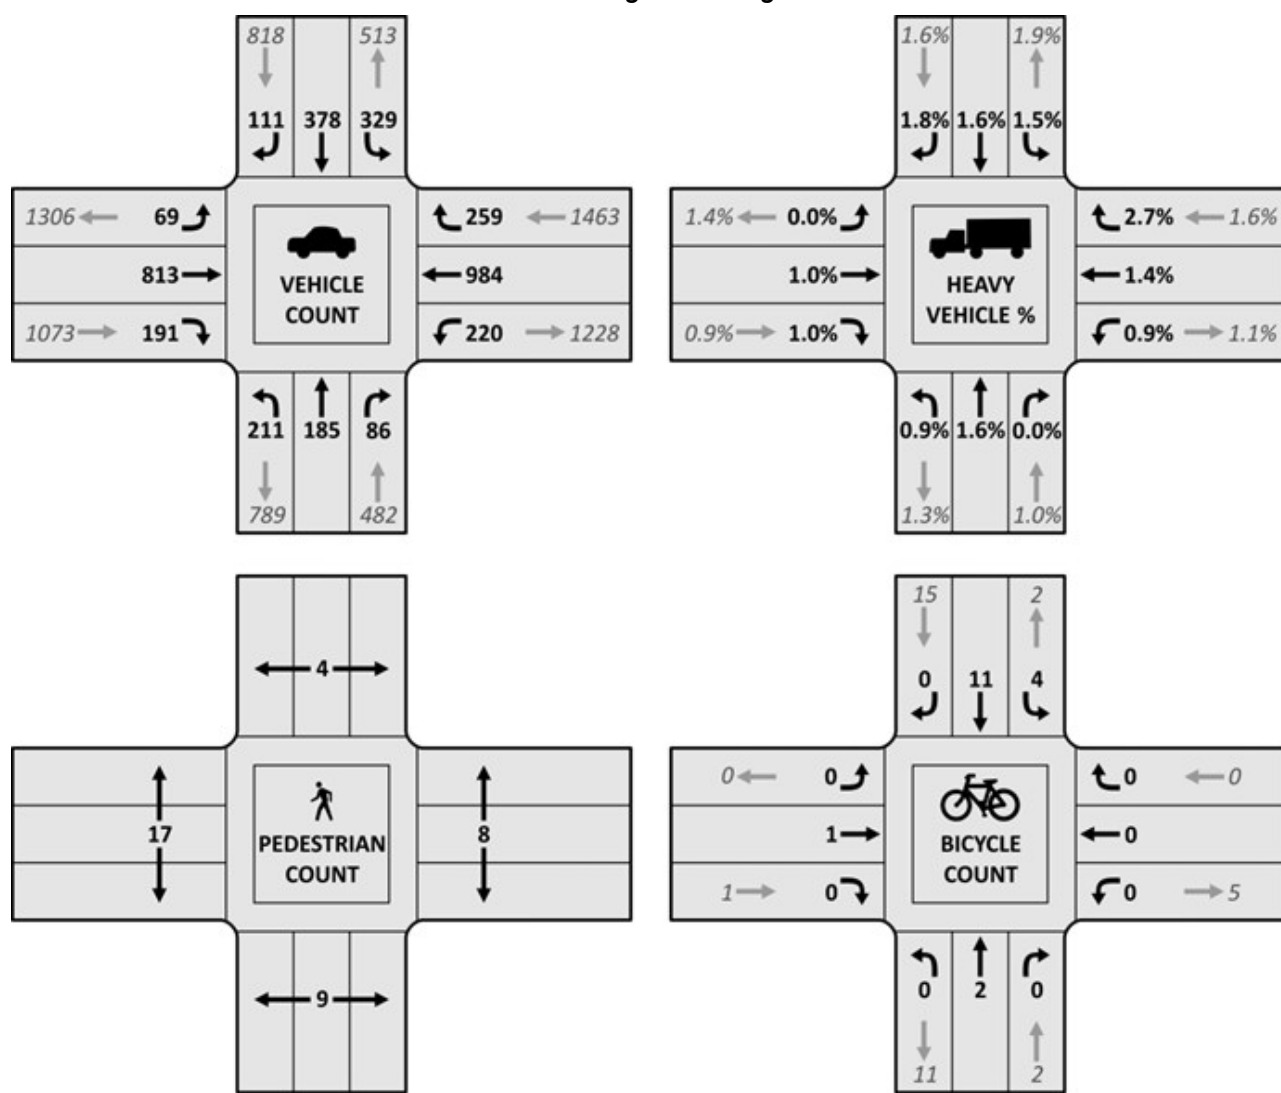 818 513
111 378 329
1306 69 259 1463
VEHICLE
COUNT
813 984
1073 191 220 1228
211 185 86
789 482
1.6% 1.9%
1.8% 1.6% 1.5%
1.4% 0.0% 2.7% 1.6%
HEAVY
VEHICLE %
1.0% 1.4%
0.9% 1.0% 0.9% 1.1%
0.9% 1.6% 0.0%
1.3% 1.0%
4
17 8
PEDESTRIAN
COUNT
9
15 2
0 11 4
0 0 0 0
1 0
BICYCLE
COUNT
1 0 0 5
0 2 0
11 2